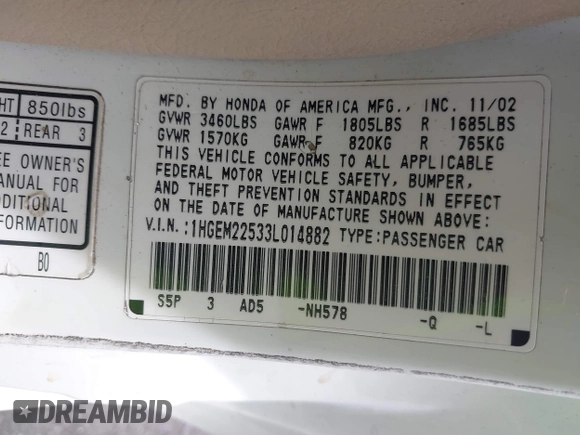 HT 850lbs
2 REAR 3
EE OWNER'S
ANUAL FOR
DDITIONAL
FO
B0
MFD. BY HONDA OF AMERICA MFG., INC. 11/02
GVWR 3460LBS GAWR F 1805LBS R 1685LBS
GVWR 1570KG GAWR F 820KG R 765KG
THIS VEHICLE CONFORMS TO ALL APPLICABLE
FEDERAL MOTOR VEHICLE SAFETY, BUMPER,
AND THEFT PREVENTION STANDARDS IN EFFECT
ON THE DATE OF MANUFACTURE SHOWN ABOVE:
V.I.N.:1HGEM22533L014882 TYPE:PASSENGER CAR
S5P 3 AD5 -NH578 -Q -L
DREAMBID